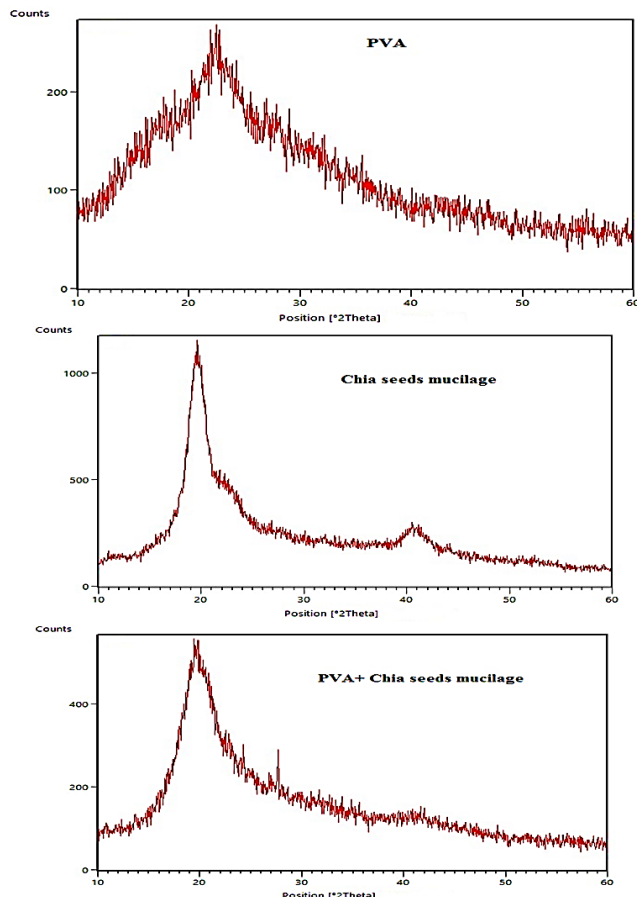 Counts
PVA
200
100
0
10 20 30 40 50 60
Position [°2Theta]
Counts
Chia seeds mucilage
1000
500
0
10 20 30 40 50 60
Position [°2Theta]
Counts
PVA+ Chia seeds mucilage
400
200
0
10 20 30 40 50 60
Position [°2Theta]